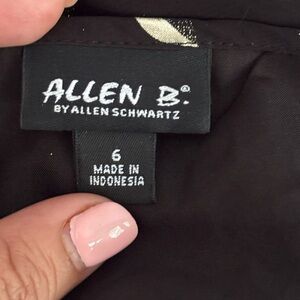 ALLEN B.®
BY ALLEN SCHWARTZ
6
MADE IN
INDONESIA